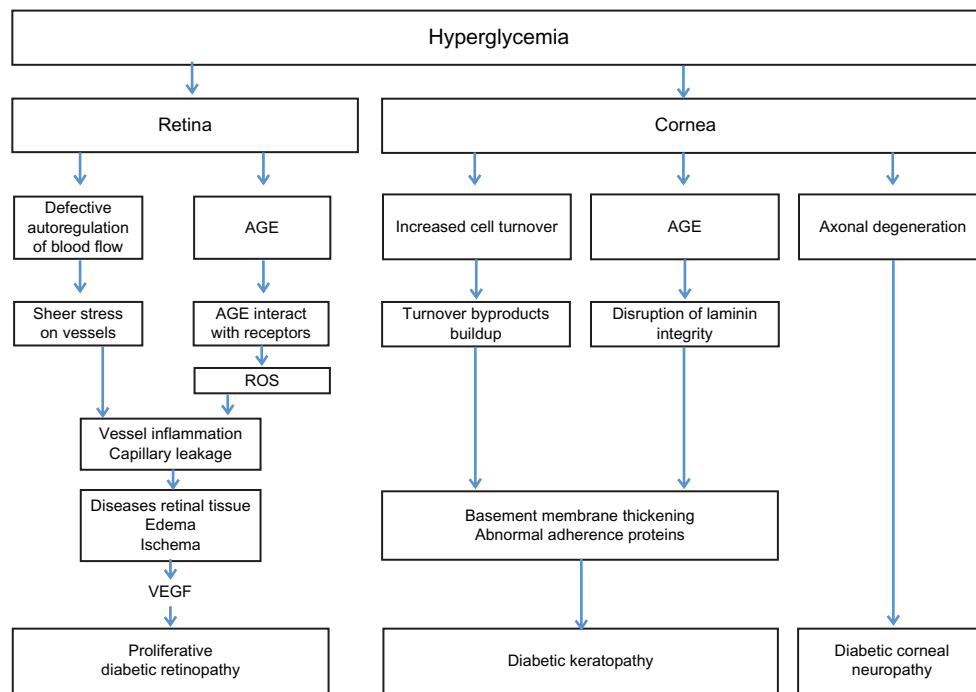 Hyperglycemia
Retina
Cornea
Defective
autoregulation
of blood flow
AGE
Increased cell turnover
AGE
Axonal degeneration
Sheer stress
on vessels
AGE interact
with receptors
Turnover byproducts
buildup
Disruption of laminin
integrity
ROS
Vessel inflammation
Capillary leakage
Diseases retinal tissue
Edema
Ischema
Basement membrane thickening
Abnormal adherence proteins
VEGF
Proliferative
diabetic retinopathy
Diabetic keratopathy
Diabetic corneal
neuropathy